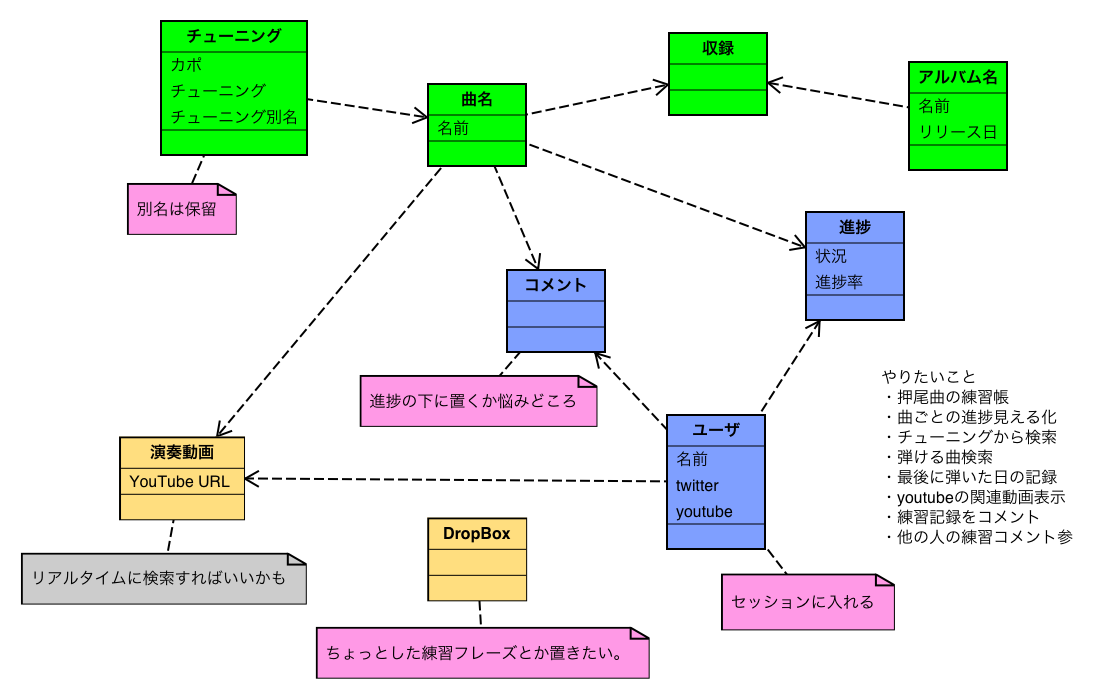 チューニング
カポ
チューニング
チューニング別名
別名は保留
曲名
名前
収録
アルバム名
名前
リリース日
進捗
状況
進捗率
コメント
進捗の下に置くか悩みどころ
ユーザ
名前
twitter
youtube
セッションに入れる
やりたいこと
・押尾曲の練習帳
・曲ごとの進捗見える化
・チューニングから検索
・弾ける曲検索
・最後に弾いた日の記録
・youtubeの関連動画表示
・練習記録をコメント
・他の人の練習コメント参
演奏動画
YouTube URL
リアルタイムに検索すればいいかも
DropBox
ちょっとした練習フレーズとか置きたい。